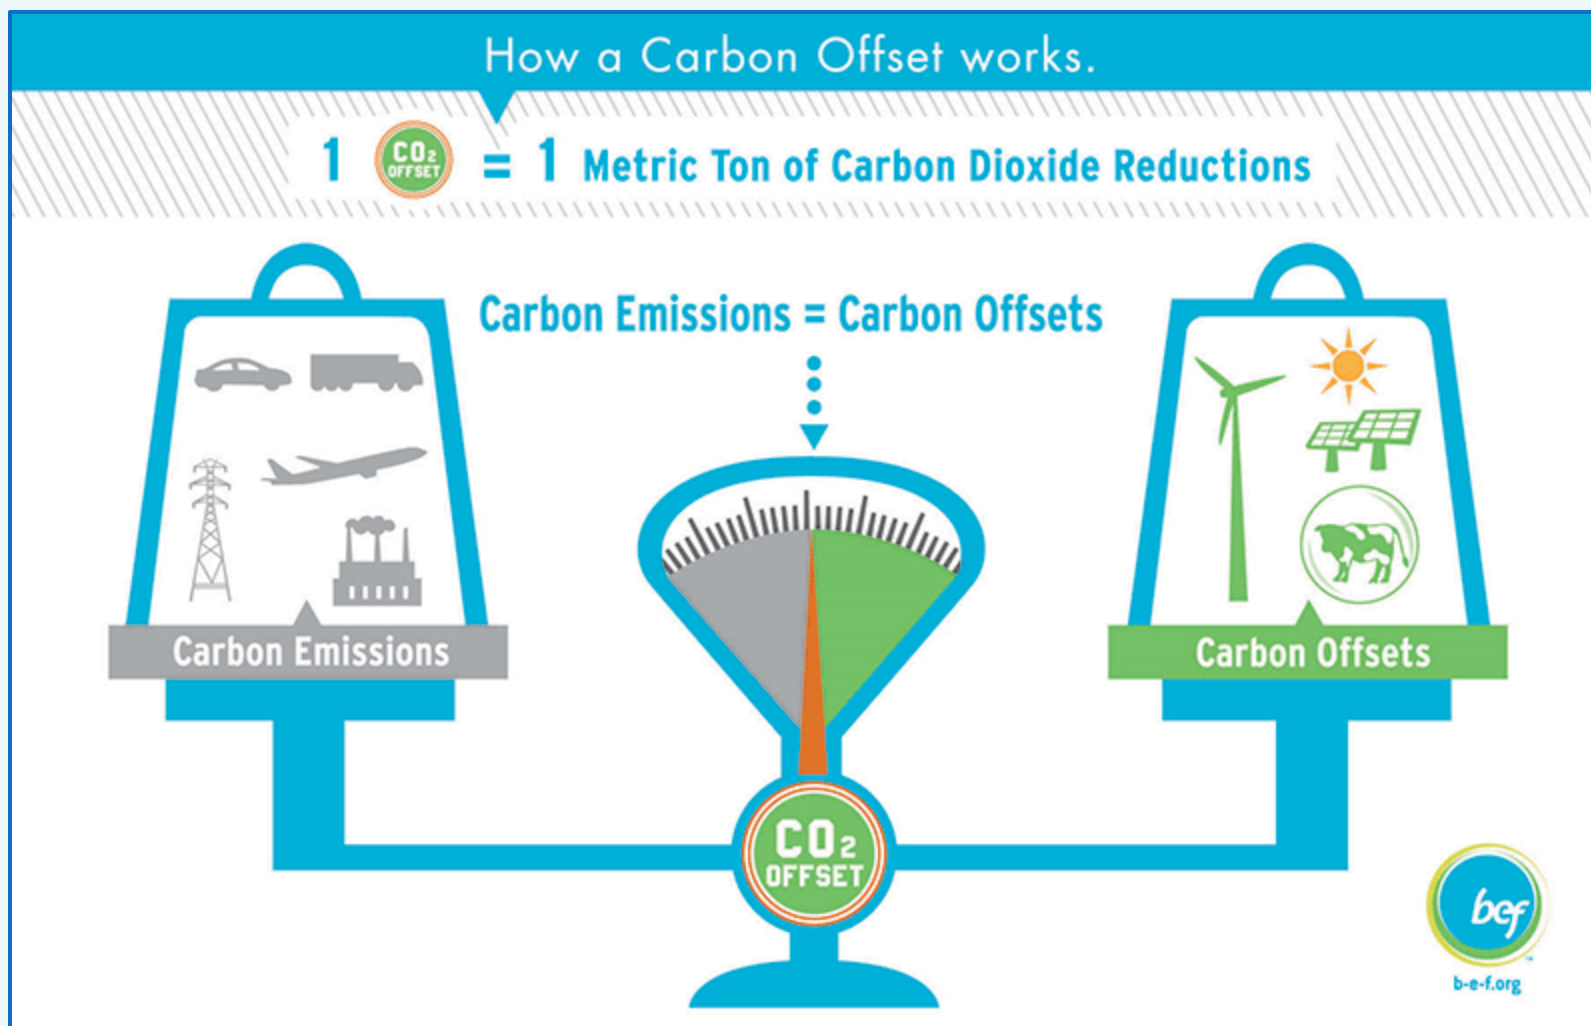 How a Carbon Offset works.
1 CO2 OFFSET = 1 Metric Ton of Carbon Dioxide Reductions
Carbon Emissions = Carbon Offsets
Carbon Emissions
Carbon Offsets
CO2
OFFSET
bef
b-e-f.org